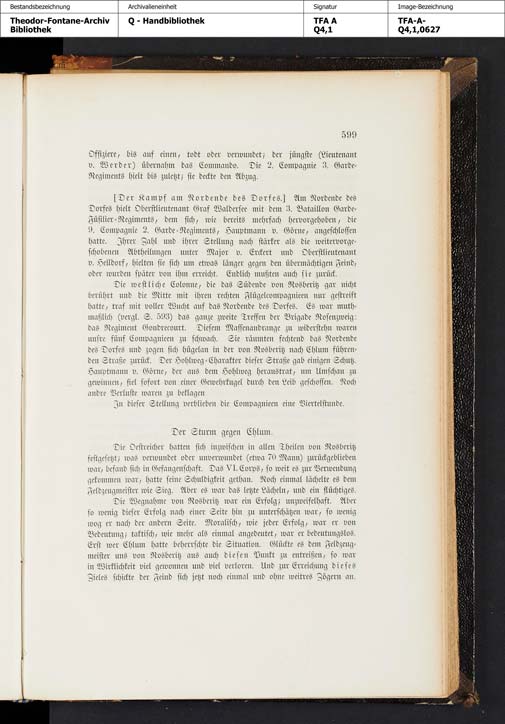 Bestandsbezeichnung
Archivalieneinheit
Signatur
Image-Bezeichnung
Theodor-Fontane-Archiv
Bibliothek
Q - Handbibliothek
TFA A
Q4,1
TFA-A-
Q4,1,0627
599
Offiziere, bis auf einen, todt oder verwundet; der jüngste (Lieutenant
v. Werder) übernahm das Commando. Die 2. Compagnie 3. Garde-
Regiments hielt bis zuletzt; sie deckte den Abzug.
[Der Kampf am Nordende des Dorfes.] Am Nordende des
Dorfes hielt Oberstlieutenant Graf Waldersee mit dem 3. Bataillon Garde-
Füsilier-Regiments, dem sich, wie bereits mehrfach hervorgehoben, die
9. Compagnie 2. Garde-Regiments, Hauptmann v. Görne, angeschlossen
hatte. Ihrer Zahl und ihrer Stellung nach stärker als die weitervorge-
schobenen Abtheilungen unter Major v. Erckert und Oberstlieutenant
v. Helldorf, hielten sie sich um etwas länger gegen den übermächtigen Feind,
oder wurden später von ihm erreicht. Endlich mußten auch sie zurück.
Die westliche Colonne, die das Südende von Rosberitz gar nicht
berührt und die Mitte mit ihren rechten Flügelcompagnieen nur gestreift
hatte, traf mit voller Wucht auf das Nordende des Dorfes. Es war muth-
maßlich (vergl. S. 593) das ganze zweite Treffen der Brigade Rosenzweig:
das Regiment Gondrecourt. Diesem Massenandrange zu widerstehn waren
unsre fünf Compagnieen zu schwach. Sie räumten fechtend das Nordende
des Dorfs und zogen sich hügelan in der von Rosberitz nach Chlum führen-
den Straße zurück. Der Hohlweg-Charakter dieser Straße gab einigen Schutz.
Hauptmann v. Görne, der aus dem Hohlweg heraustrat, um Umschau zu
gewinnen, fiel sofort von einer Gewehrkugel durch den Leib geschossen. Noch
andre Verluste waren zu beklagen
In dieser Stellung verblieben die Compagnieen eine Viertelstunde.
Der Sturm gegen Chlum.
Die Oestreicher hatten sich inzwischen in allen Theilen von Rosberitz
festgesetzt; was verwundet oder unverwundet (etwa 70 Mann) zurückgeblieben
war, befand sich in Gefangenschaft. Das VI. Corps, so weit es zur Verwendung
gekommen war, hatte seine Schuldigkeit gethan. Noch einmal lächelte es dem
Feldzeugmeister wie Sieg. Aber es war das letzte Lächeln, und ein flüchtiges.
Die Wegnahme von Rosberitz war ein Erfolg; unzweifelhaft. Aber
so wenig dieser Erfolg nach einer Seite hin zu unterschätzen war, so wenig
wog er nach der andern Seite. Moralisch, wie jeder Erfolg, war er von
Bedeutung; taktisch, wie mehr als einmal angedeutet, war er bedeutungslos.
Erst wer Chlum hatte beherrschte die Situation. Glückte es dem Feldzeug-
meister uns von Rosberitz aus auch diesen Punkt zu entreißen, so war
in Wirklichkeit viel gewonnen und viel verloren. Und zur Erreichung dieses
Zieles schickte der Feind sich jetzt noch einmal und ohne weitres Zögern an.